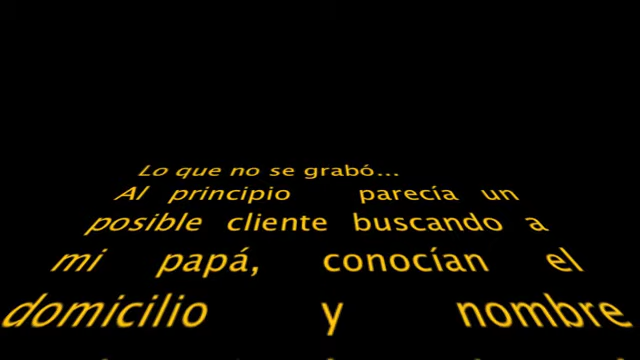 Lo que no se grabó...
Al principio parecía un
posible cliente buscando a
mi papá, conocían el
domicilio y nombre